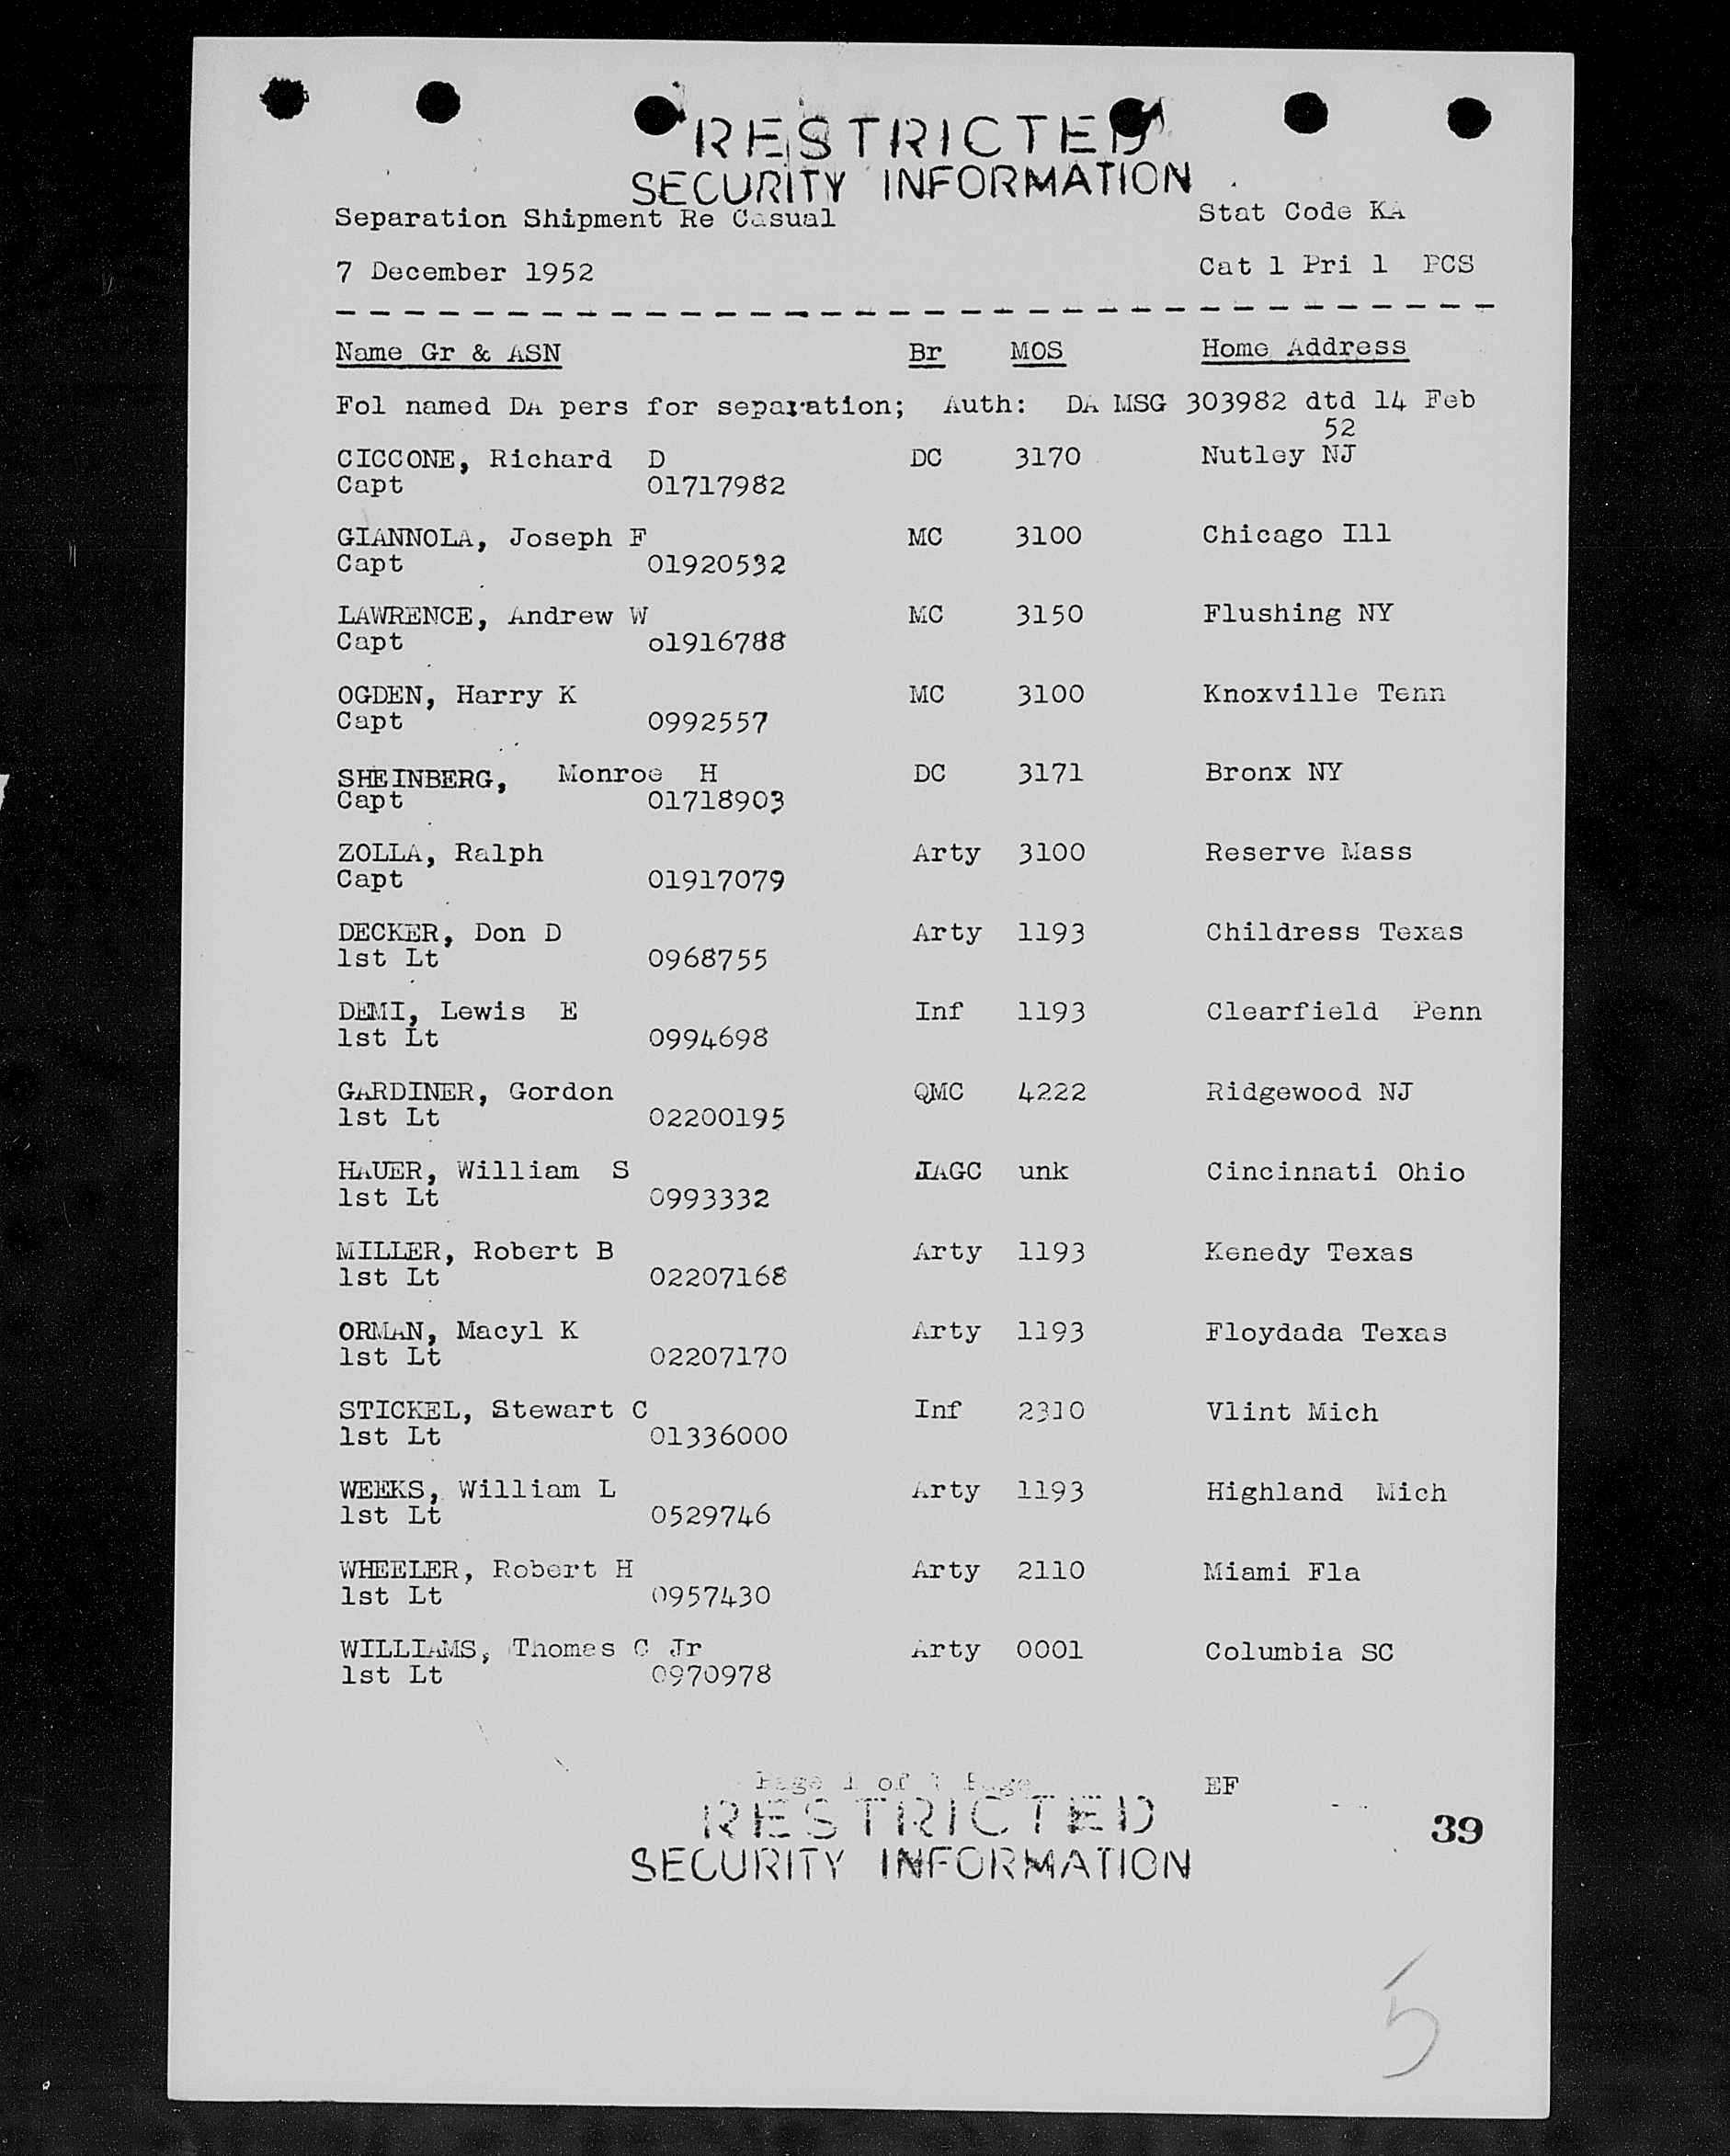 RESTRICTED
SECURITY INFORMATION
Separation Shipment Re Casual Stat Code KA
7 December 1952 Cat 1 Pri 1 PCS
Name Gr & ASN Br MOS Home Address
Fol named DA pers for separation; Auth: DA MSG 303982 dtd 14 Feb
52
CICCONE, Richard D DC 3170 Nutley NJ
Capt 01717982
GIANNOLA, Joseph F MC 3100 Chicago Ill
Capt 01920532
LAWRENCE, Andrew W MC 3150 Flushing NY
Capt o1916788
OGDEN, Harry K MC 3100 Knoxville Tenn
Capt 0992557
SHEINBERG, Monroe H DC 3171 Bronx NY
Capt 01718903
ZOLLA, Ralph Arty 3100 Reserve Mass
Capt 01917079
DECKER, Don D Arty 1193 Childress Texas
1st Lt 0968755
DEMI, Lewis E Inf 1193 Clearfield Penn
1st Lt 0994698
GARDINER, Gordon QMC 4222 Ridgewood NJ
1st Lt 02200195
HAUER, William S JAGC unk Cincinnati Ohio
1st Lt 0993332
MILLER, Robert B Arty 1193 Kenedy Texas
1st Lt 02207168
ORMAN, Macyl K Arty 1193 Floydada Texas
1st Lt 02207170
STICKEL, Stewart C Inf 2310 Vlint Mich
1st Lt 01336000
WEEKS, William L Arty 1193 Highland Mich
1st Lt 0529746
WHEELER, Robert H Arty 2110 Miami Fla
1st Lt 0957430
WILLIAMS, Thomas C Jr Arty 0001 Columbia SC
1st Lt 0970978
Page 1 of Page EF
RESTRICTED
39
SECURITY INFORMATION
5